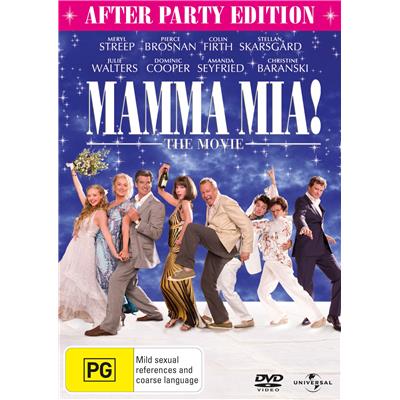 AFTER PARTY EDITION
MERYL STREEP
PIERCE BROSNAN
COLIN FIRTH
STELLAN SKARSGARD
JULIE WALTERS
DOMINIC COOPER
AMANDA SEYFRIED
CHRISTINE BARANSKI
MAMMA MIA!
THE MOVIE
PG
Mild sexual
references and
coarse language
DVD
VIDEO
UNIVERSAL